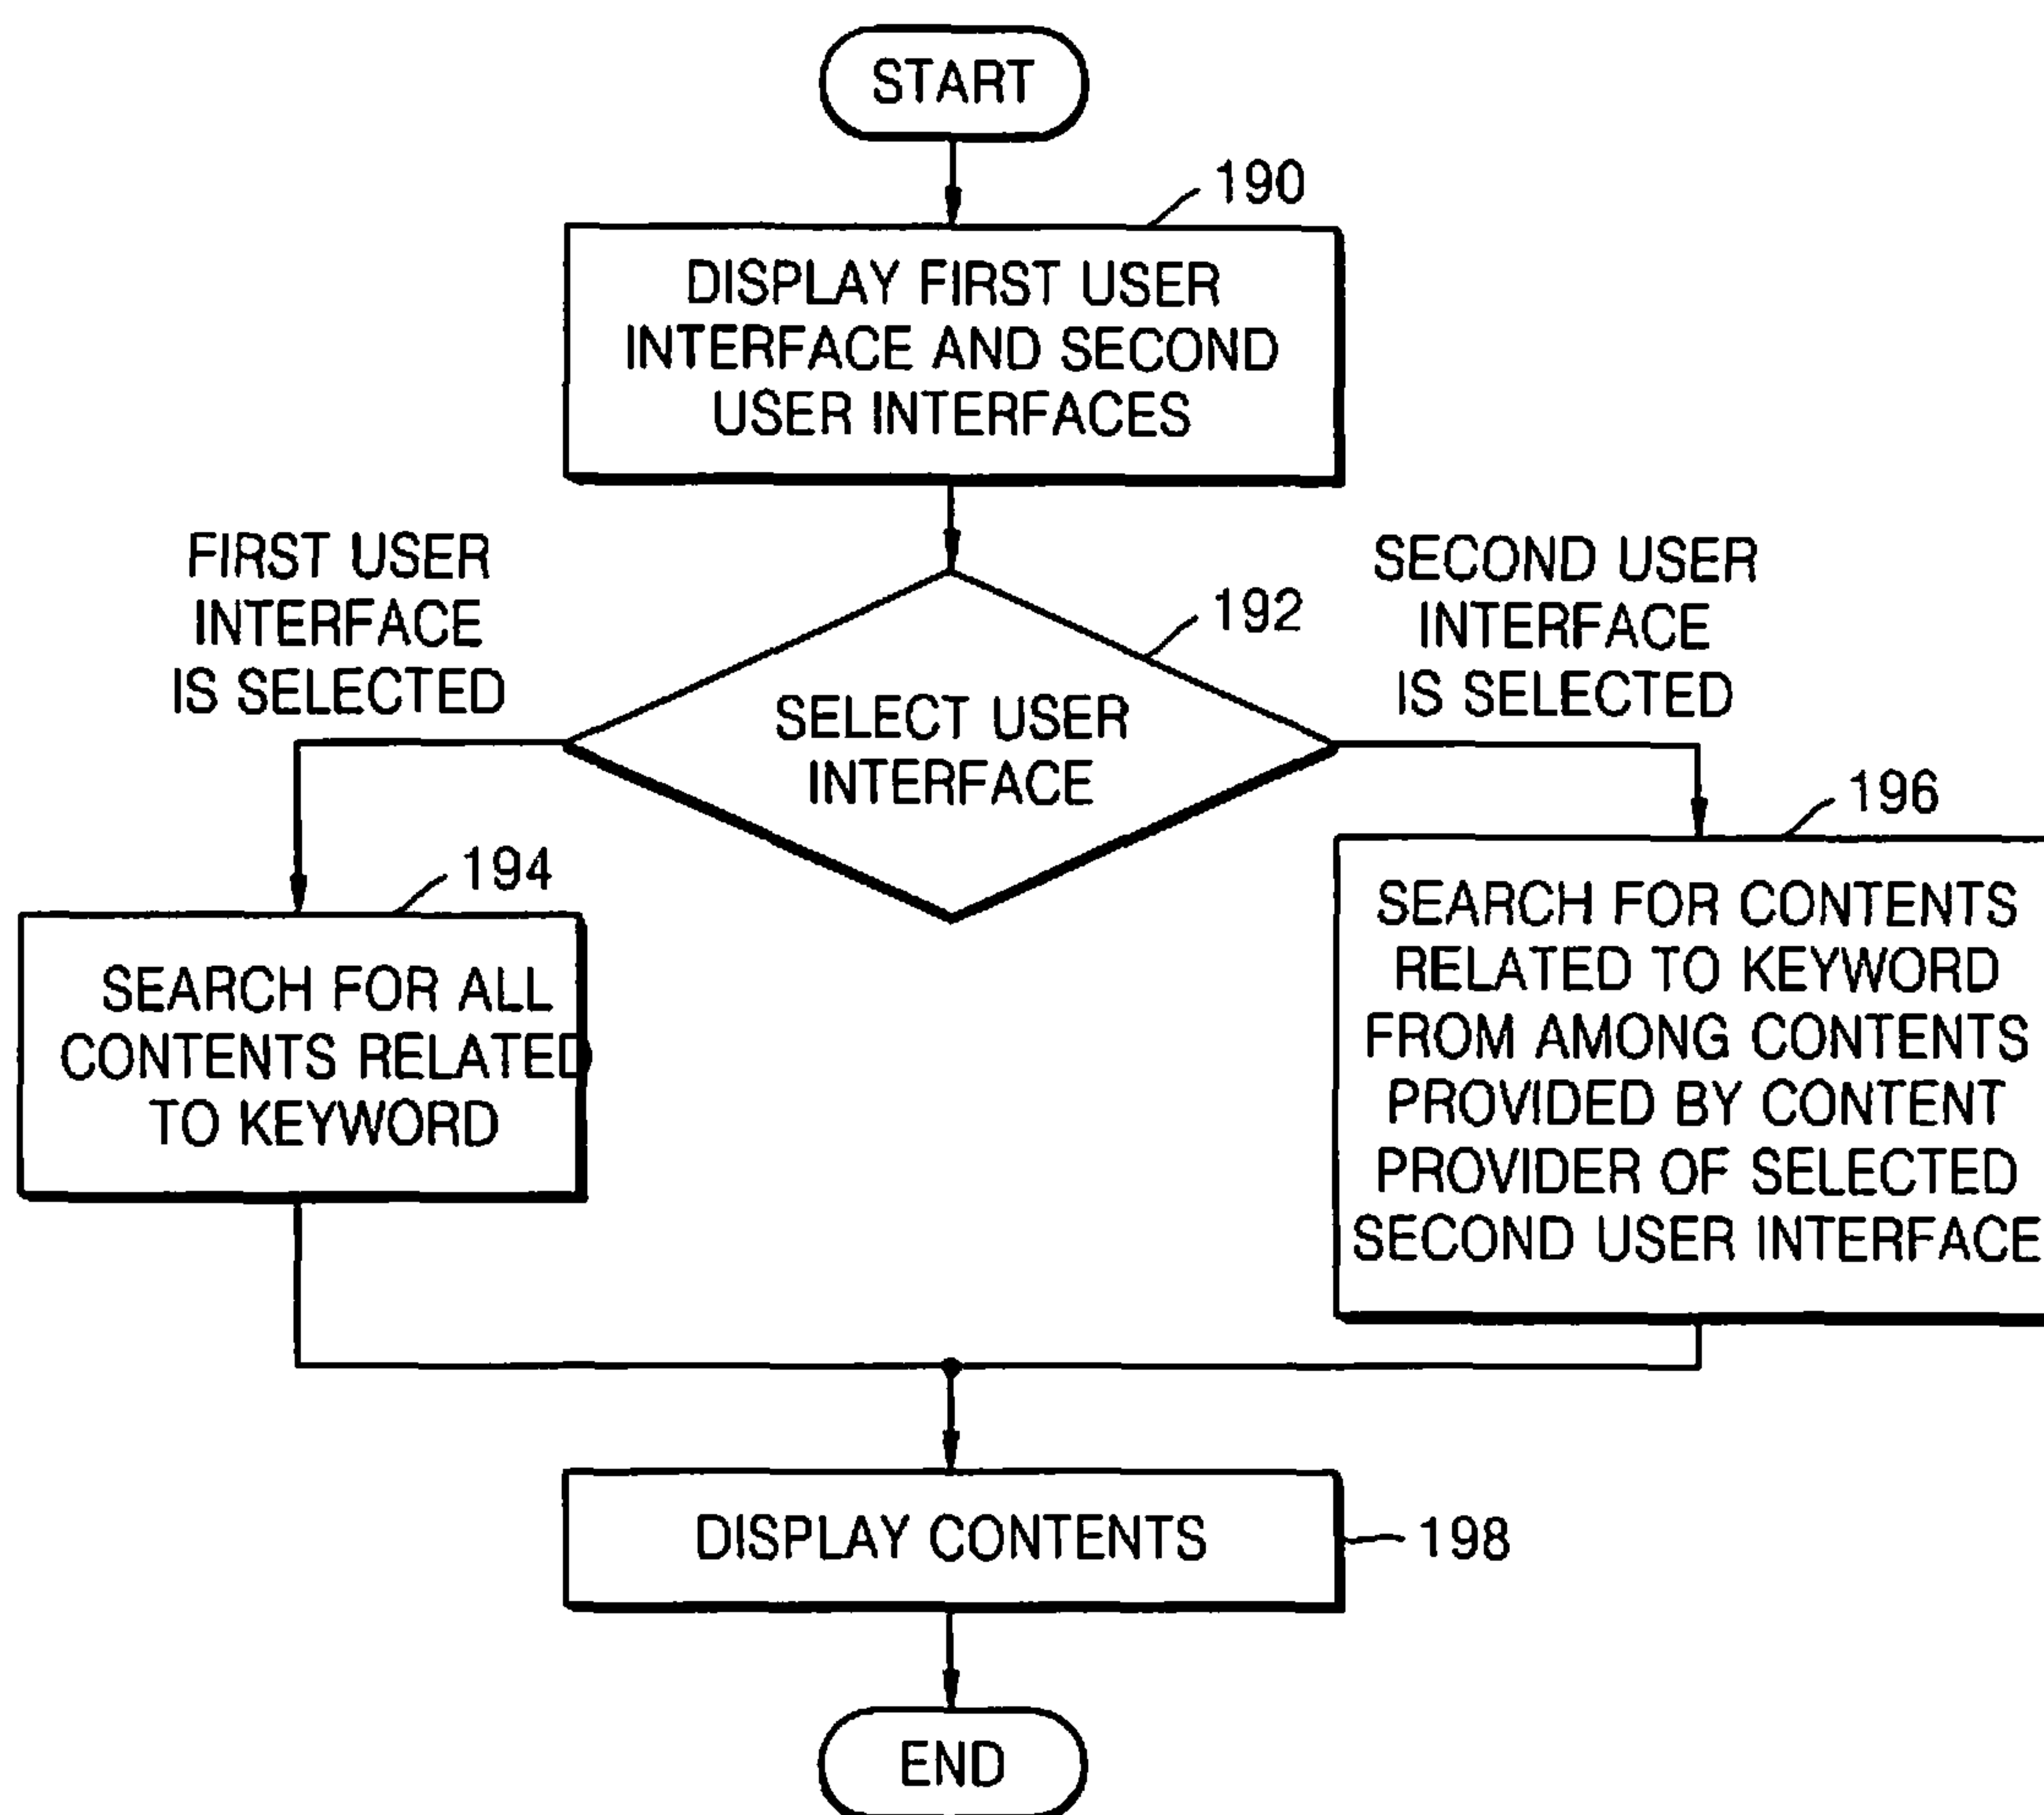 START
190
DISPLAY FIRST USER
INTERFACE AND SECOND
USER INTERFACES
FIRST USER
INTERFACE
IS SELECTED
SECOND USER
INTERFACE
IS SELECTED
192
SELECT USER
INTERFACE
194
SEARCH FOR ALL
CONTENTS RELATED
TO KEYWORD
196
SEARCH FOR CONTENTS
RELATED TO KEYWORD
FROM AMONG CONTENTS
PROVIDED BY CONTENT
PROVIDER OF SELECTED
SECOND USER INTERFACE
DISPLAY CONTENTS
198
END